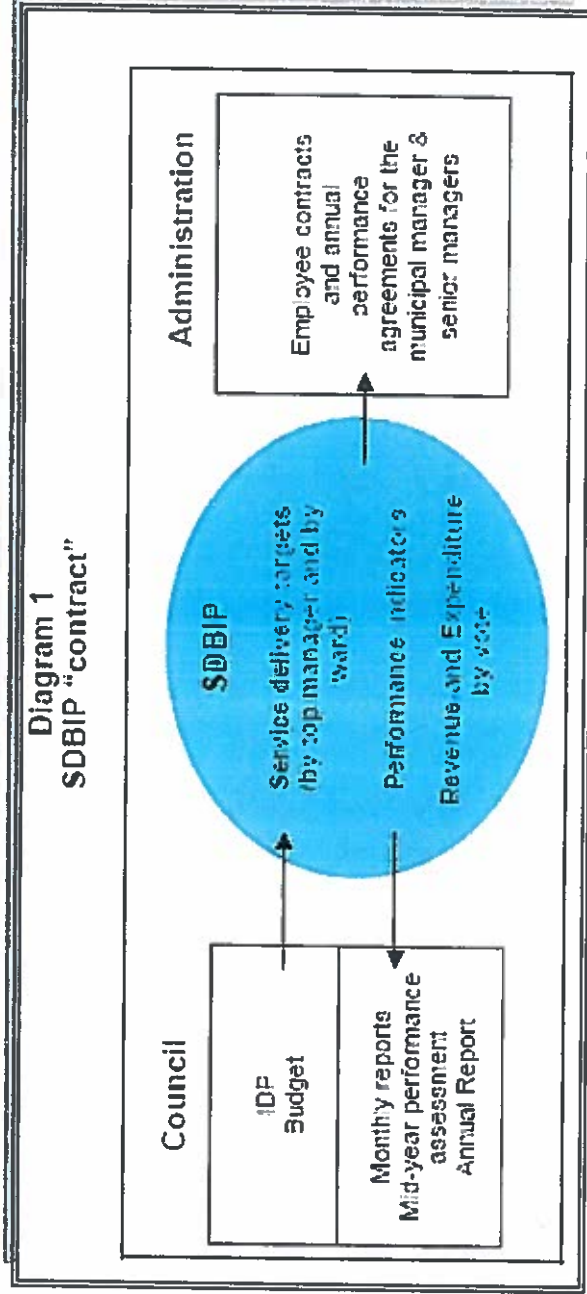 Diagram 1
SDBIP “contract”
Council
IDP
Budget
Monthly reports
Mid-year performance
assessment
Annual Report
SDBIP
Service delivery targets
(by top manager and by
ward)
Performance indicators
Revenue and Expenditure
by vote
Administration
Employee contracts
and annual
performance
agreements for the
municipal manager &
senior managers